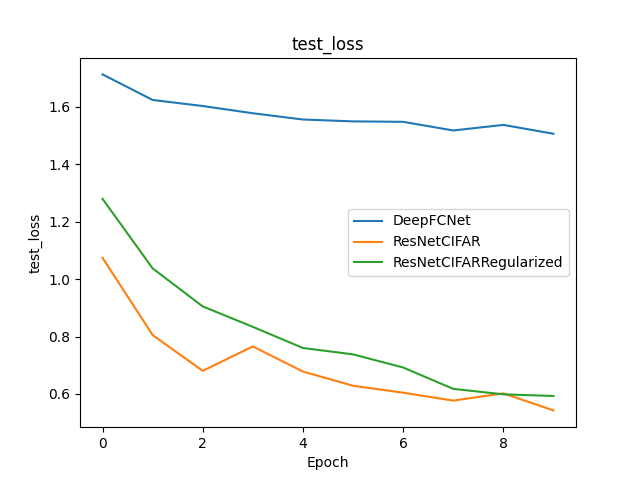 test_loss
test_loss
1.6
1.4
1.2
1.0
0.8
0.6
DeepFCNet
ResNetCIFAR
ResNetCIFARRegularized
0 2 4 6 8
Epoch